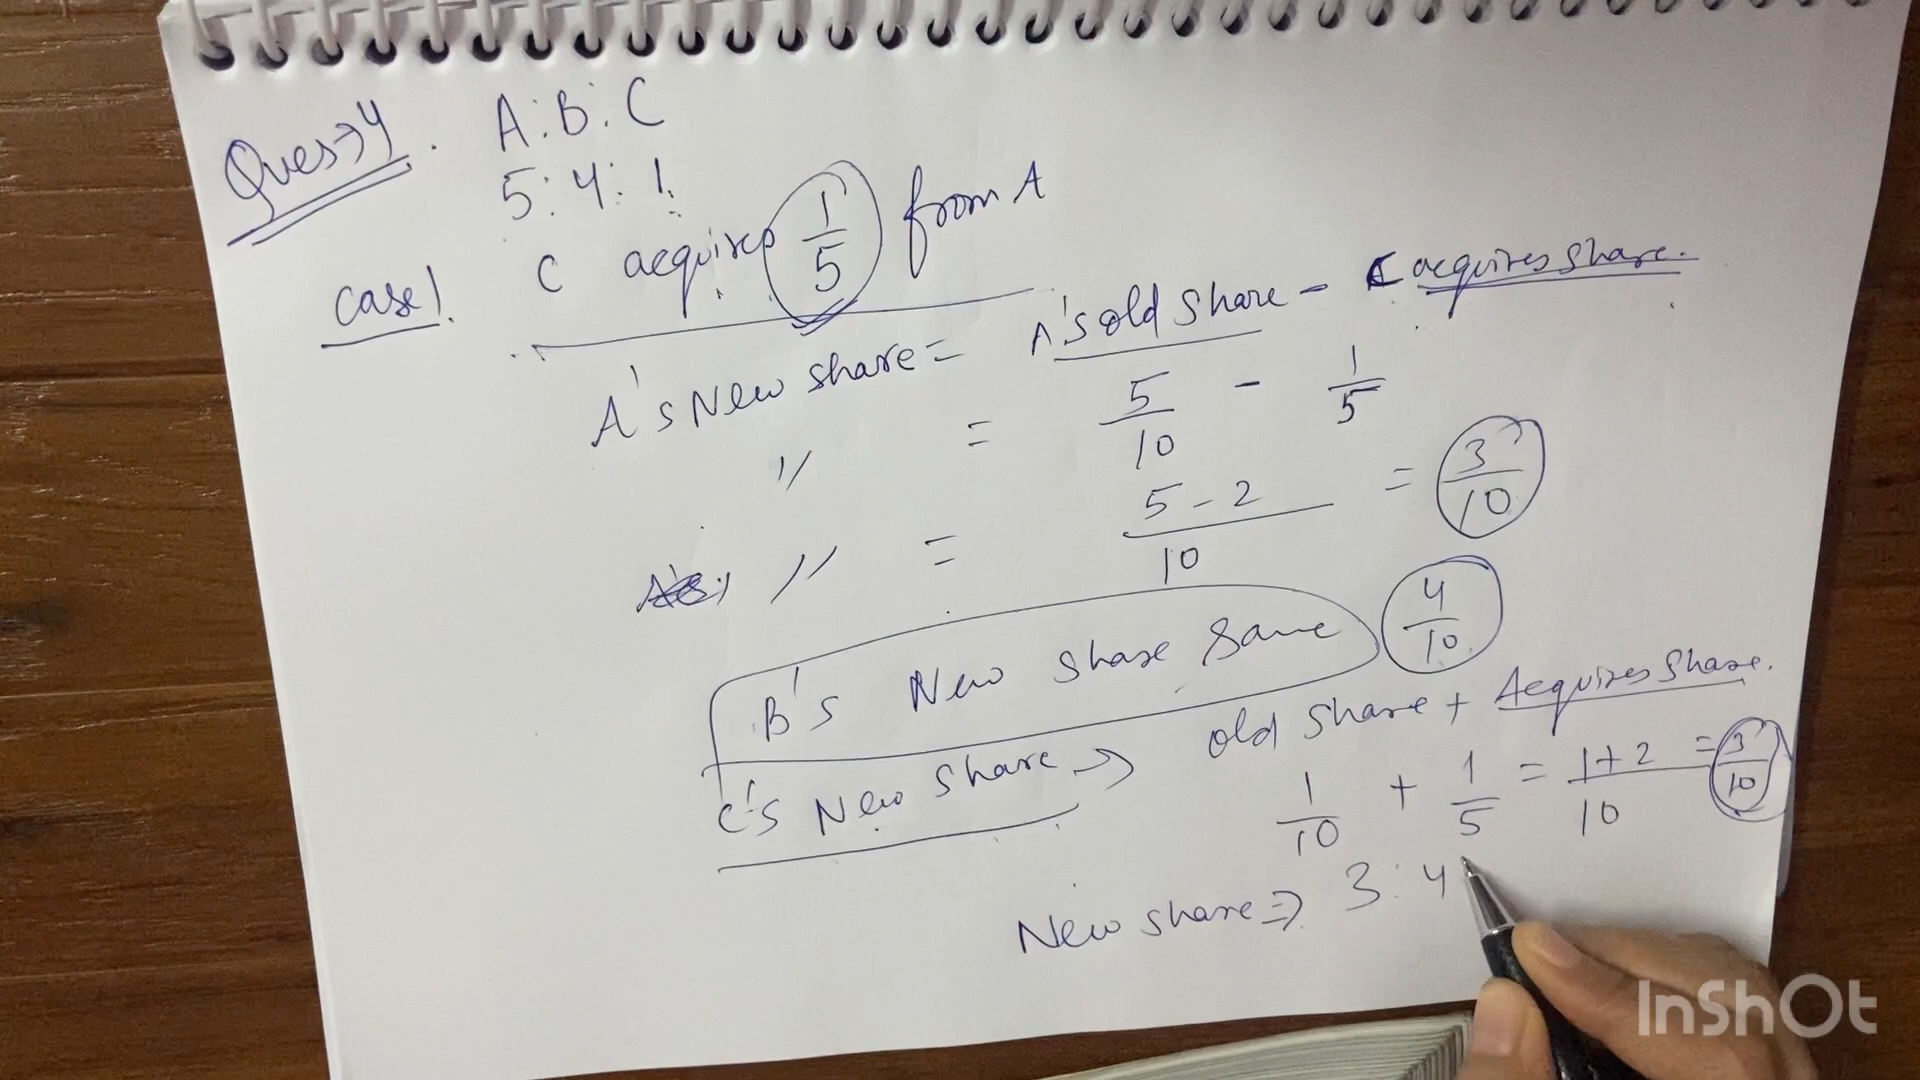 Ques→4. A:B:C
5:4:1
Case 1. C acquires 1/5 from A
A's New share = A's old share - C acquires share.
〃 = 5/10 - 1/5
〃 = 5-2/10 = 3/10
B's New share Same 4/10
C's New share → old share + Acquires share.
1/10 + 1/5 = 1+2/10 = 3/10
New share ⇒ 3:4
InShOt